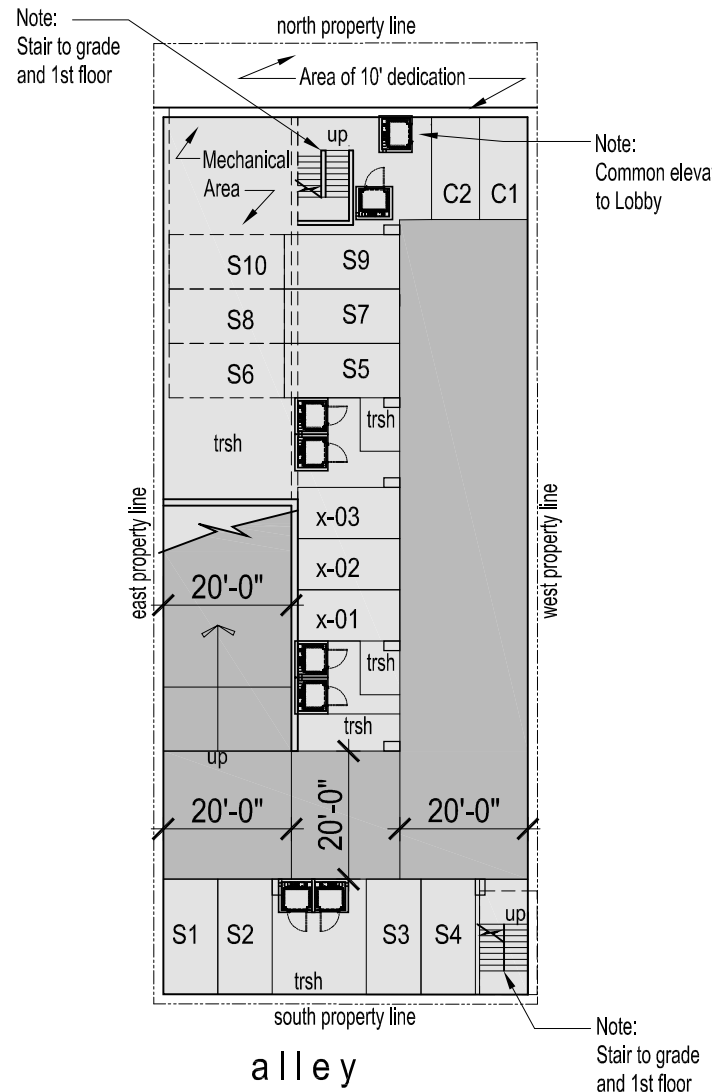 Note:
Stair to grade
and 1st floor
north property line
Area of 10' dedication
up
Mechanical
Area
Note:
Common eleva
to Lobby
C2
C1
S10
S9
S8
S7
S6
S5
trsh
trsh
x-03
x-02
x-01
east property line
west property line
20'-0"
trsh
trsh
up
20'-0"
20'-0"
20'-0"
S1
S2
S3
S4
up
trsh
south property line
Note:
Stair to grade
and 1st floor
alley